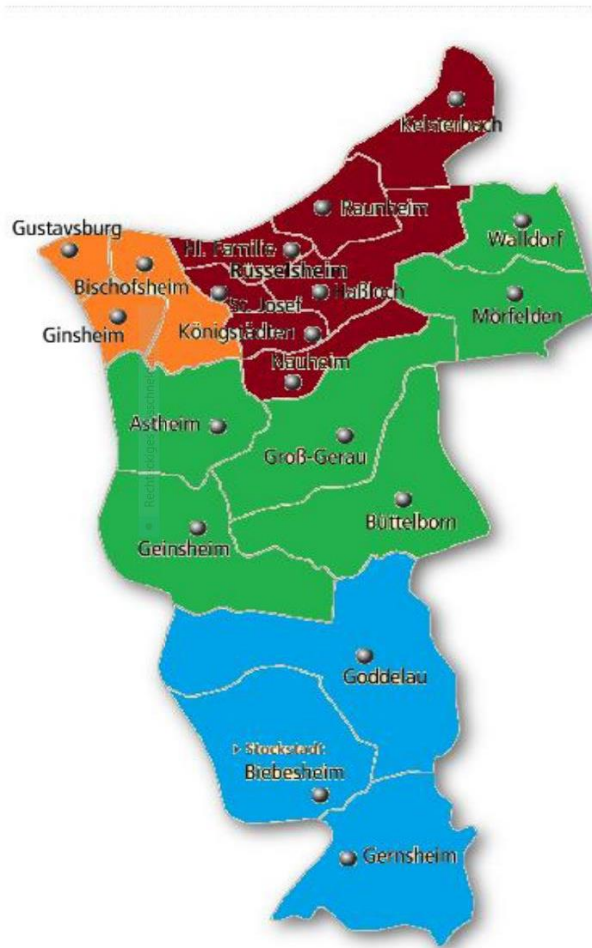 Kelsterbach
Raunheim
Walldorf
Gustavsburg
Hl. Familie
Bischofsheim
Rüsselsheim
Haßloch
St. Josef
Mörfelden
Ginsheim
Königstädten
Nauheim
Astheim
Groß-Gerau
Büttelborn
Geinsheim
Goddelau
▷ Stockstadt
Biebesheim
Gernsheim